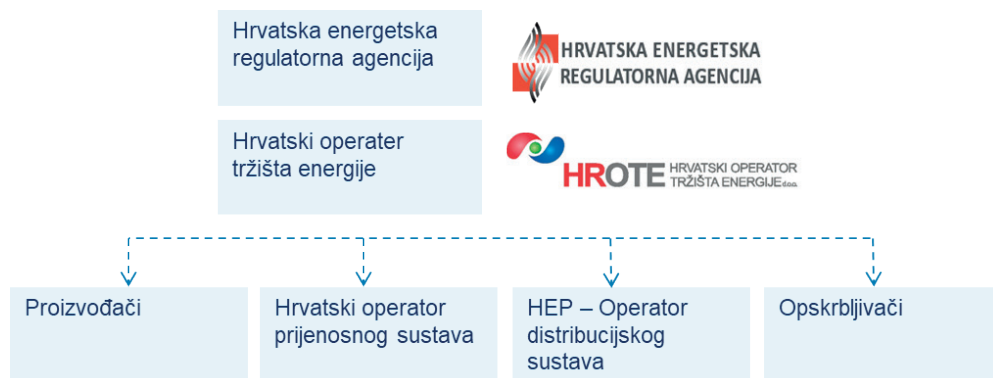 Hrvatska energetska
regulatorna agencija
HRVATSKA ENERGETSKA
REGULATORNA AGENCIJA
Hrvatski operater
tržišta energije
HROTE HRVATSKI OPERATOR
TRŽIŠTA ENERGIJE d.o.o.
Proizvođači
Hrvatski operator
prijenosnog sustava
HEP – Operator
distribucijskog
sustava
Opskrbljivači